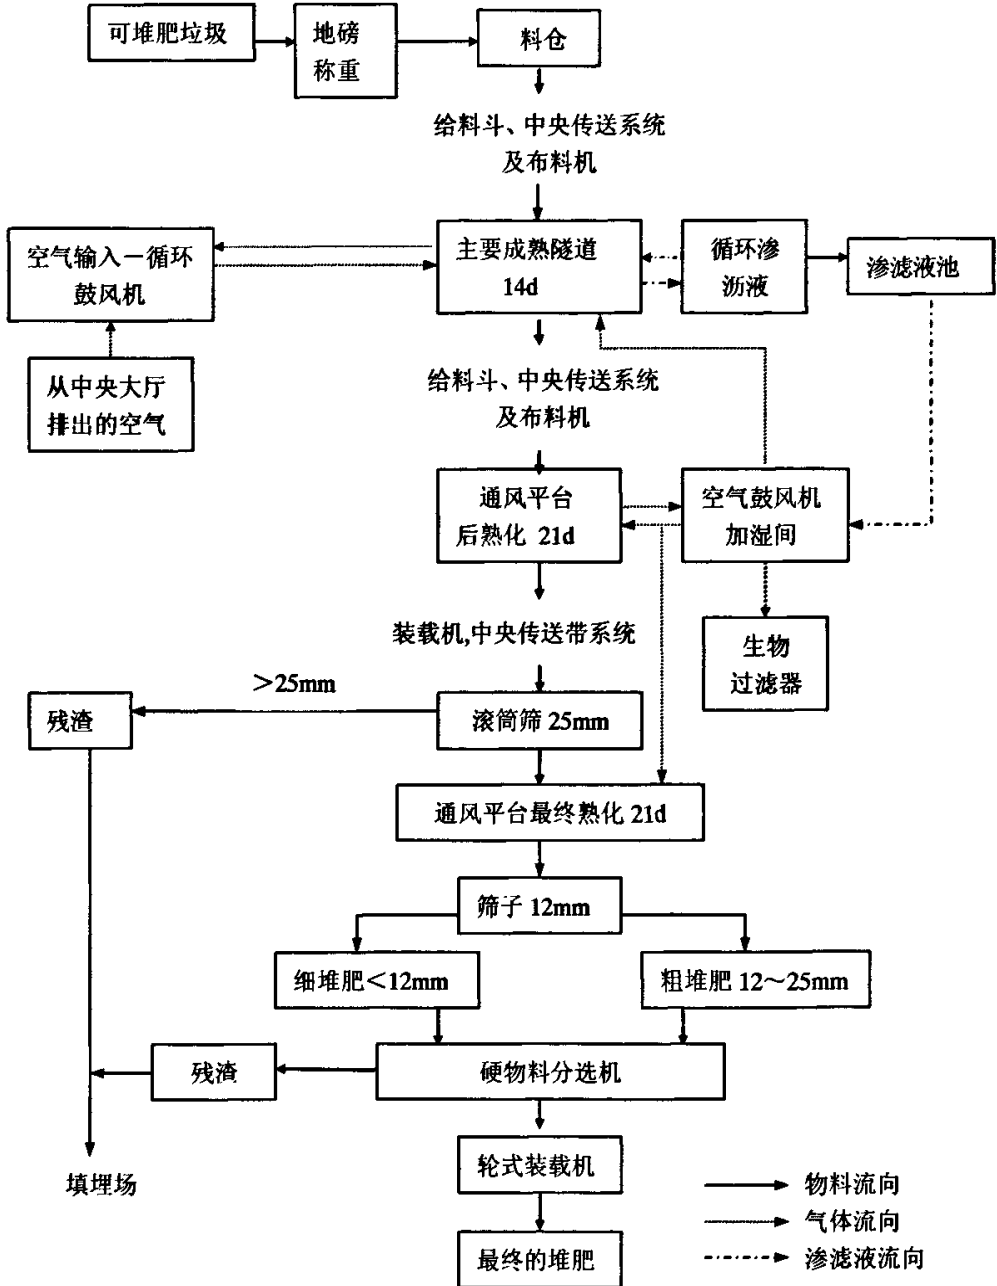 可堆肥垃圾
地磅
称重
料仓
给料斗、中央传送系统
及布料机
空气输入－循环
鼓风机
主要成熟隧道
14d
循环渗
沥液
渗滤液池
从中央大厅
排出的空气
给料斗、中央传送系统
及布料机
通风平台
后熟化 21d
空气鼓风机
加湿间
装载机,中央传送带系统
生物
过滤器
＞25mm
残渣
滚筒筛 25mm
通风平台最终熟化 21d
筛子 12mm
细堆肥＜12mm
粗堆肥 12～25mm
残渣
硬物料分选机
填埋场
轮式装载机
最终的堆肥
物料流向
气体流向
渗滤液流向